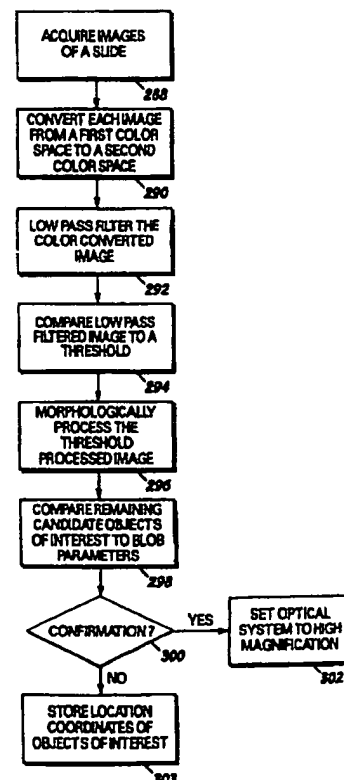 ACQUIRE IMAGES
OF A SLIDE
288
CONVERT EACH IMAGE
FROM A FIRST COLOR
SPACE TO A SECOND
COLOR SPACE
290
LOW PASS FILTER THE
COLOR CONVERTED
IMAGE
292
COMPARE LOW PASS
FILTERED IMAGE TO A
THRESHOLD
294
MORPHOLOGICALLY
PROCESS THE
THRESHOLD
PROCESSED IMAGE
296
COMPARE REMAINING
CANDIDATE OBJECTS
OF INTEREST TO BLOB
PARAMETERS
298
CONFIRMATION ?
300
YES
SET OPTICAL
SYSTEM TO HIGH
MAGNIFICATION
302
NO
STORE LOCATION
COORDINATES OF
OBJECTS OF INTEREST
303